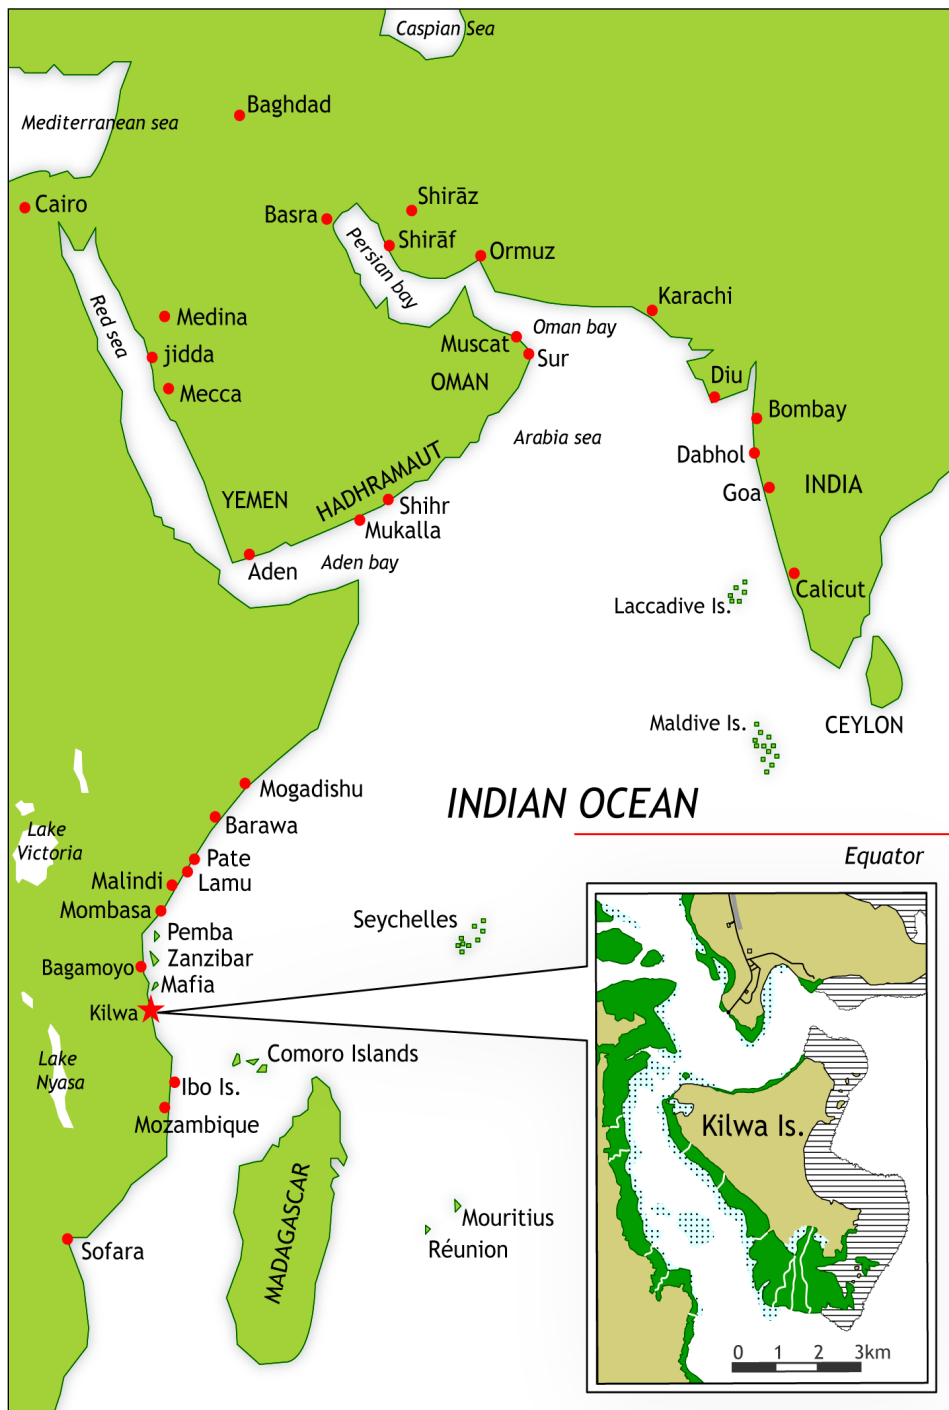 Caspian Sea
Baghdad
Mediterranean sea
Cairo
Shirāz
Basra
Shirāf
Ormuz
Persian bay
Karachi
Red sea
Medina
Oman bay
Muscat
jidda
Sur
OMAN
Diu
Mecca
Bombay
Arabia sea
Dabhol
HADHRAMAUT
INDIA
Goa
YEMEN
Shihr
Mukalla
Aden bay
Aden
Calicut
Laccadive Is.
Maldive Is.
CEYLON
Mogadishu
INDIAN OCEAN
Barawa
Lake
Victoria
Equator
Pate
Malindi
Lamu
Mombasa
Seychelles
Pemba
Zanzibar
Bagamoyo
Mafia
Kilwa
Comoro Islands
Lake
Nyasa
Ibo Is.
Mozambique
Kilwa Is.
MADAGASCAR
Mouritius
Réunion
Sofara
0 1 2 3km